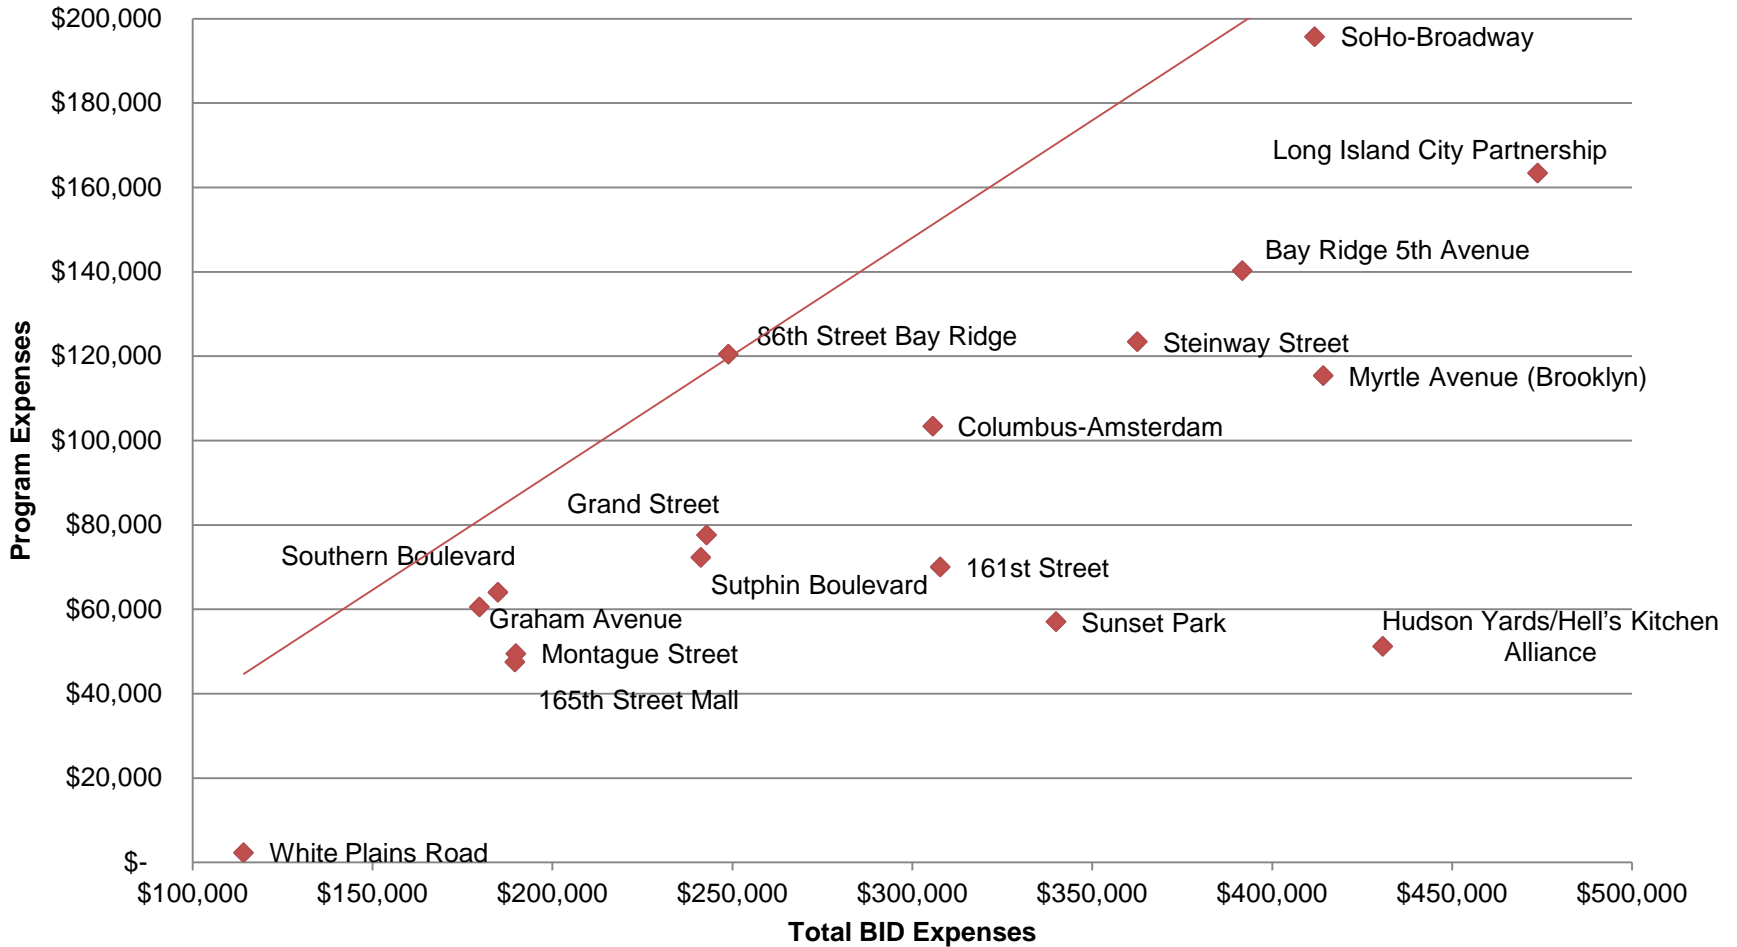 $200,000
SoHo-Broadway
$180,000
Long Island City Partnership
$160,000
Bay Ridge 5th Avenue
$140,000
86th Street Bay Ridge
Steinway Street
$120,000
Myrtle Avenue (Brooklyn)
Columbus-Amsterdam
$100,000
Grand Street
$80,000
Southern Boulevard
161st Street
Sutphin Boulevard
$60,000
Graham Avenue
Sunset Park
Hudson Yards/Hell’s Kitchen
Alliance
Montague Street
$40,000
165th Street Mall
$20,000
White Plains Road
$-
Program Expenses
$100,000
$150,000
$200,000
$250,000
$300,000
$350,000
$400,000
$450,000
$500,000
Total BID Expenses